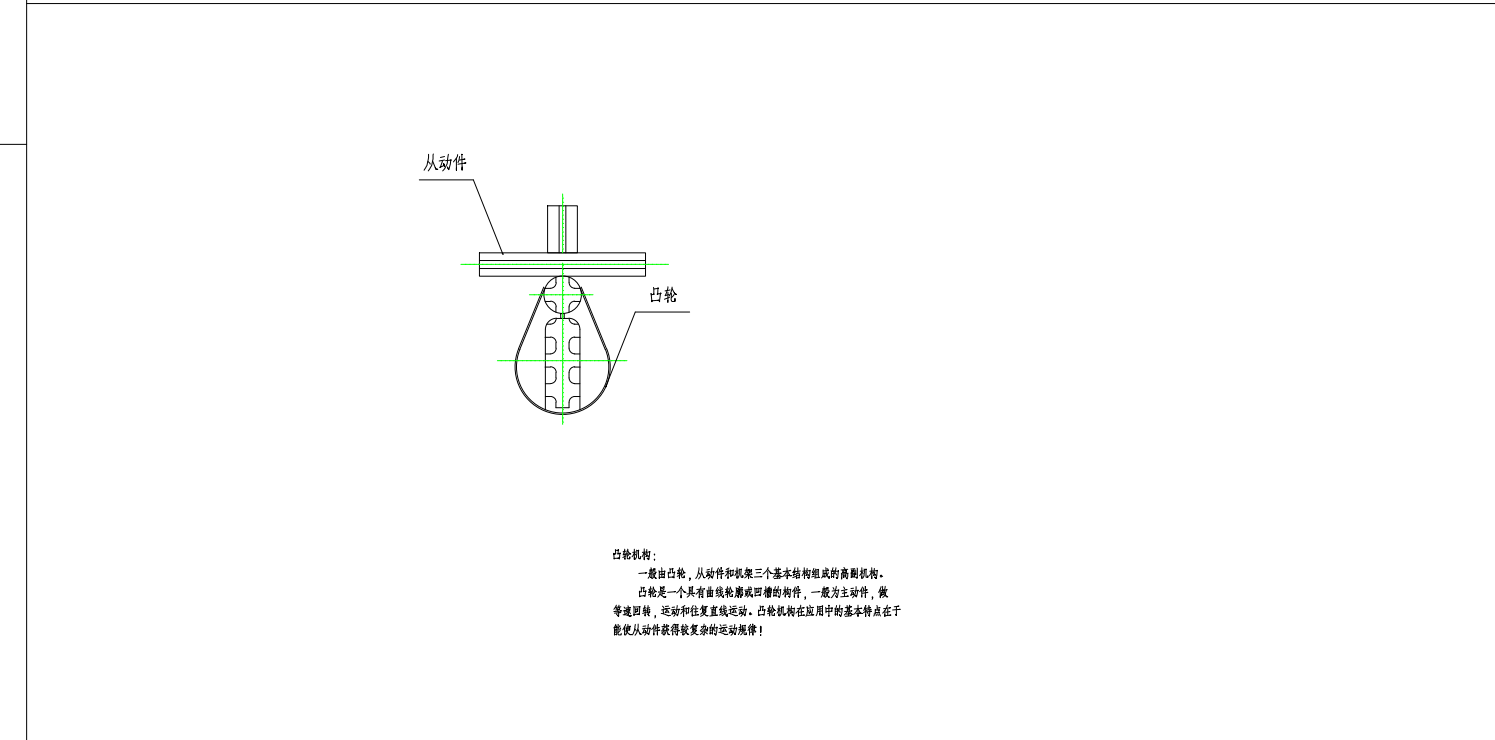 从动件
凸轮
凸轮机构：
一般由凸轮，从动件和机架三个基本结构组成的高副机构。
凸轮是一个具有曲线轮廓或凹槽的构件，一般为主动件，做
等速回转，运动和往复直线运动。凸轮机构在应用中的基本特点在于
能使从动件获得较复杂的运动规律！